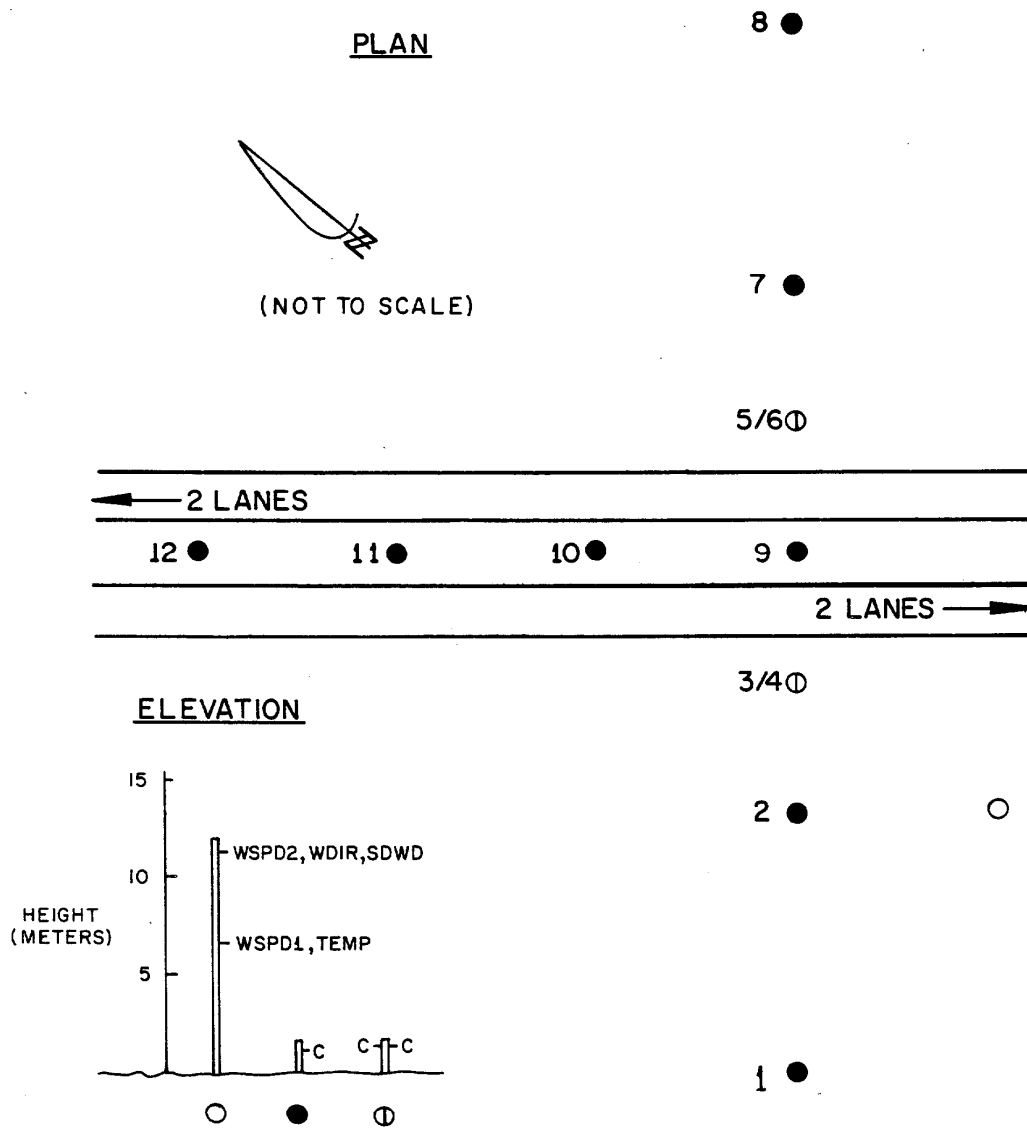 PLAN
8
N
(NOT TO SCALE)
7
5/6
2 LANES
12
11
10
9
2 LANES
3/4
ELEVATION
15
10
5
HEIGHT
(METERS)
WSPD2, WDIR, SDWD
WSPD1, TEMP
C
C
C
2
1